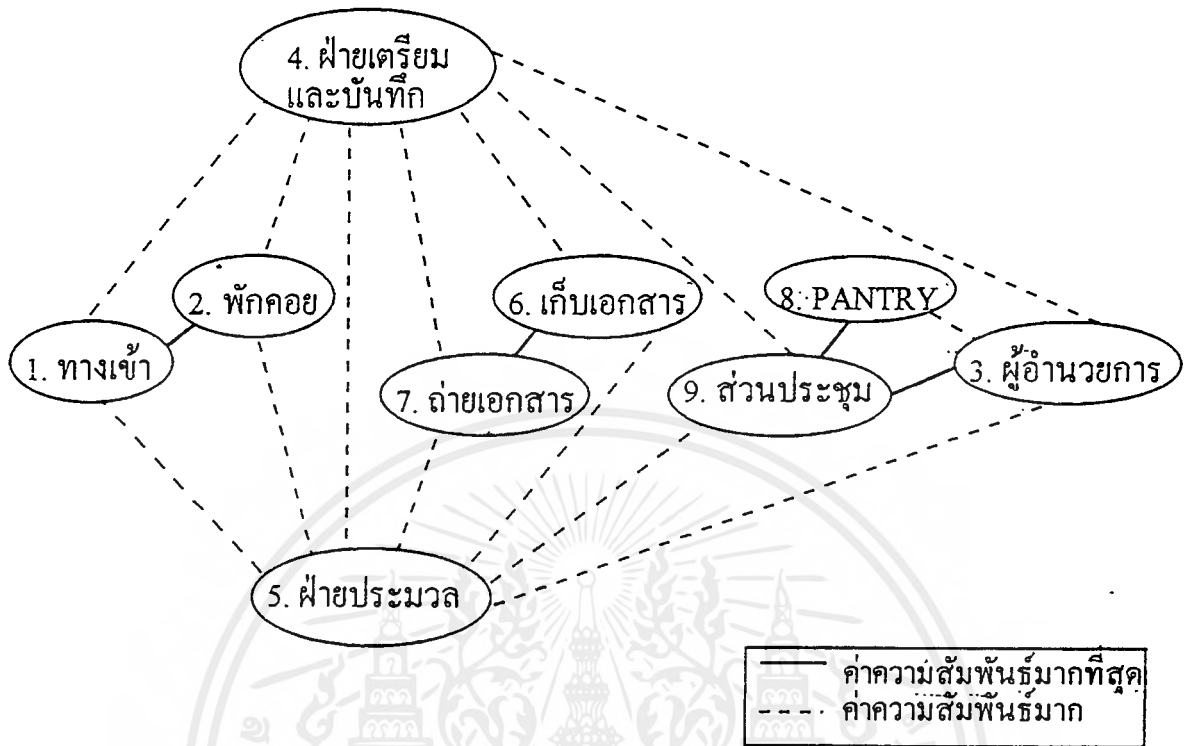 4. ฝ่ายเตรียม
และบันทึก
2. พักคอย
6. เก็บเอกสาร
8. PANTRY
1. ทางเข้า
7. ถ่ายเอกสาร
9. ส่วนประชุม
3. ผู้อำนวยการ
5. ฝ่ายประมวล
ค่าความสัมพันธ์มากที่สุด
ค่าความสัมพันธ์มาก